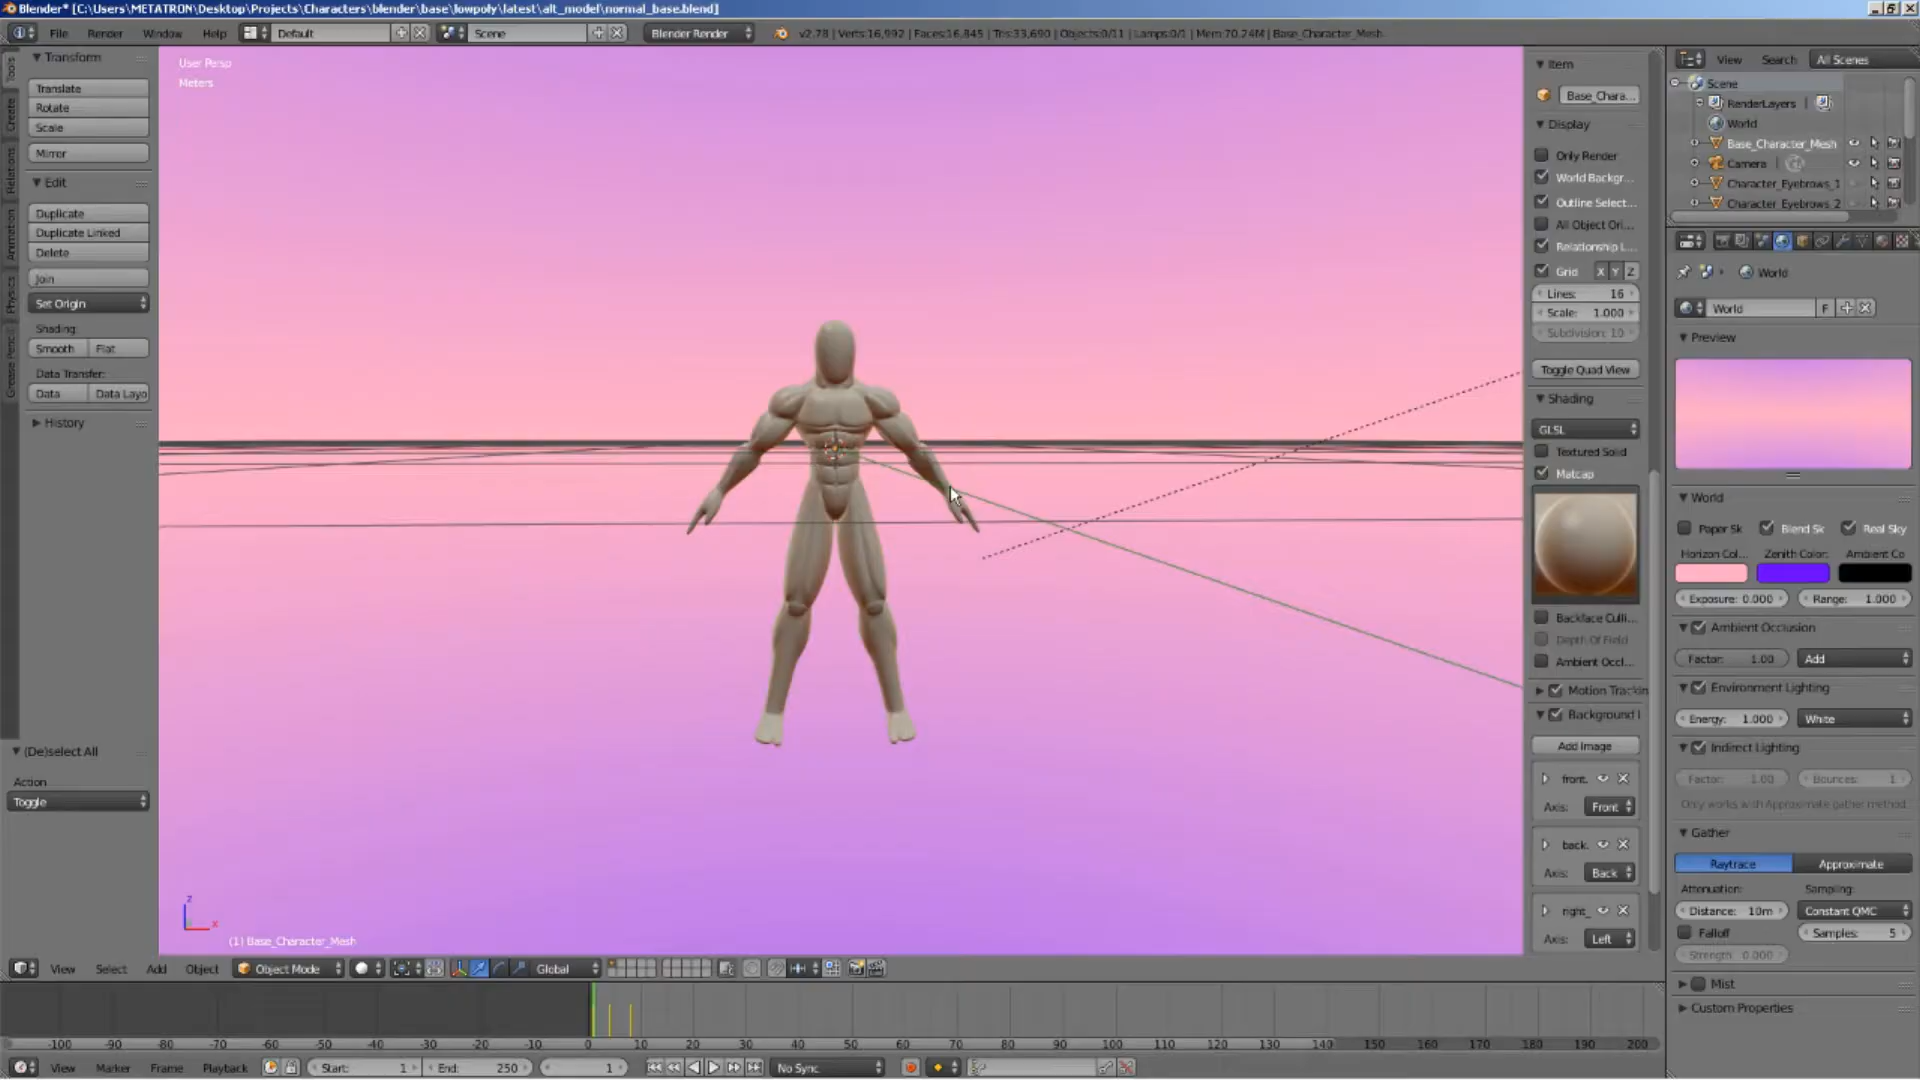 Blender* [C:\Users\METATRON\Desktop\Projects\Characters\blender\base\lowpoly\latest\alt_model\normal_base.blend]
File Render Window Help Default Scene Blender Render v2.78 | Verts:16,992 | Faces:16,845 | Tris:33,690 | Objects:0/11 | Lamps:0/1 | Mem:70.24M | Base_Character_Mesh
Tools
Create
Relations
Animation
Physics
Grease Pencil
Transform
Translate
Rotate
Scale
Mirror
Edit
Duplicate
Duplicate Linked
Delete
Join
Set Origin
Shading:
Smooth Flat
Data Transfer:
Data Data Layo
History
(De)select All
Action
Toggle
User Persp
Meters
z
x
(1) Base_Character_Mesh
Item
Base_Chara...
Display
Only Render
World Backgr...
Outline Select...
All Object Ori...
Relationship L...
Grid X Y Z
Lines: 16
Scale: 1.000
Subdivision: 10
Toggle Quad View
Shading
GLSL
Textured Solid
Matcap
Backface Culli...
Depth Of Field
Ambient Occl...
Motion Trackin
Background I
Add Image
front.
Axis: Front
back.
Axis: Back
right_
Axis: Left
View Search All Scenes
Scene
RenderLayers
World
Base_Character_Mesh
Camera
Character_Eyebrows_1
Character_Eyebrows_2
World
World F
Preview
World
Paper Sk Blend Sk Real Sky
Horizon Col... Zenith Color: Ambient Co
Exposure: 0.000 Range: 1.000
Ambient Occlusion
Factor: 1.00 Add
Environment Lighting
Energy: 1.000 White
Indirect Lighting
Factor: 1.00 Bounces: 1
Only works with Approximate gather method
Gather
Raytrace Approximate
Attenuation: Sampling:
Distance: 10m Constant QMC
Falloff Samples: 5
Strength: 0.000
Mist
Custom Properties
View Select Add Object Object Mode Global
-100 -90 -80 -70 -60 -50 -40 -30 -20 -10 0 10 20 30 40 50 60 70 80 90 100 110 120 130 140 150 160 170 180 190 200
View Marker Frame Playback Start: 1 End: 250 1 No Sync